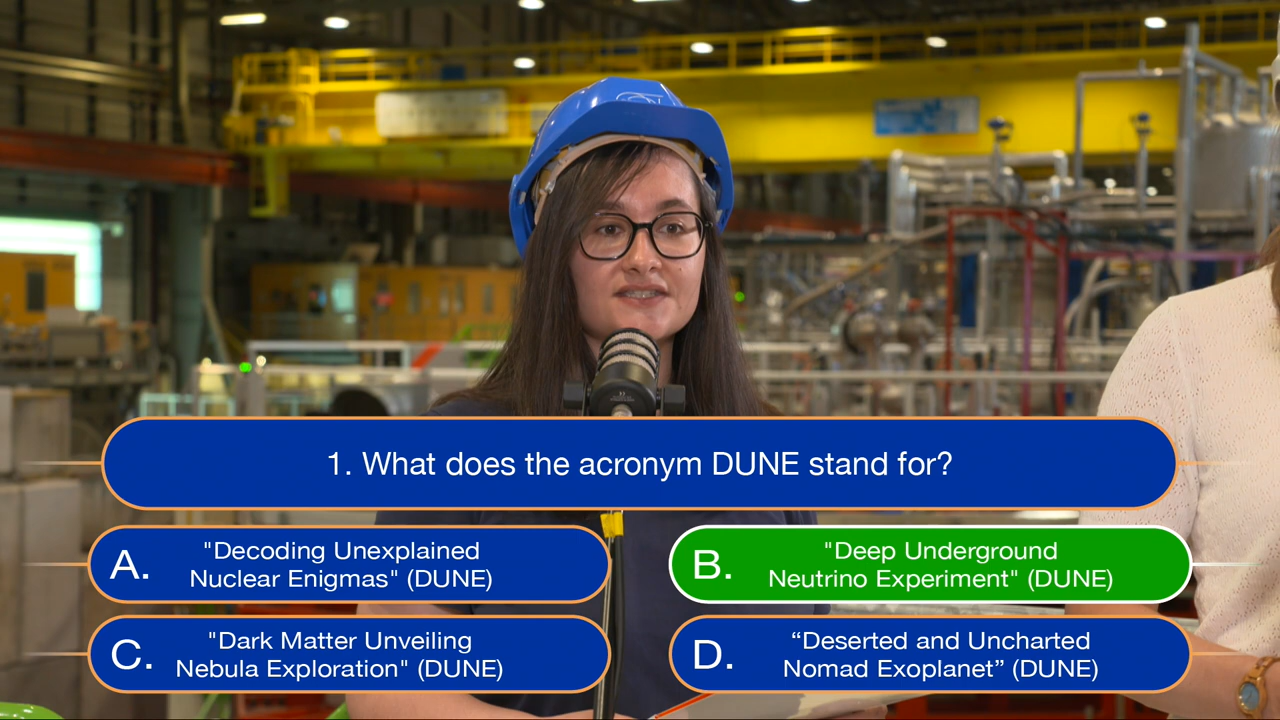 1. What does the acronym DUNE stand for?
A.
"Decoding Unexplained
Nuclear Enigmas" (DUNE)
B.
"Deep Underground
Neutrino Experiment" (DUNE)
C.
"Dark Matter Unveiling
Nebula Exploration" (DUNE)
D.
“Deserted and Uncharted
Nomad Exoplanet” (DUNE)